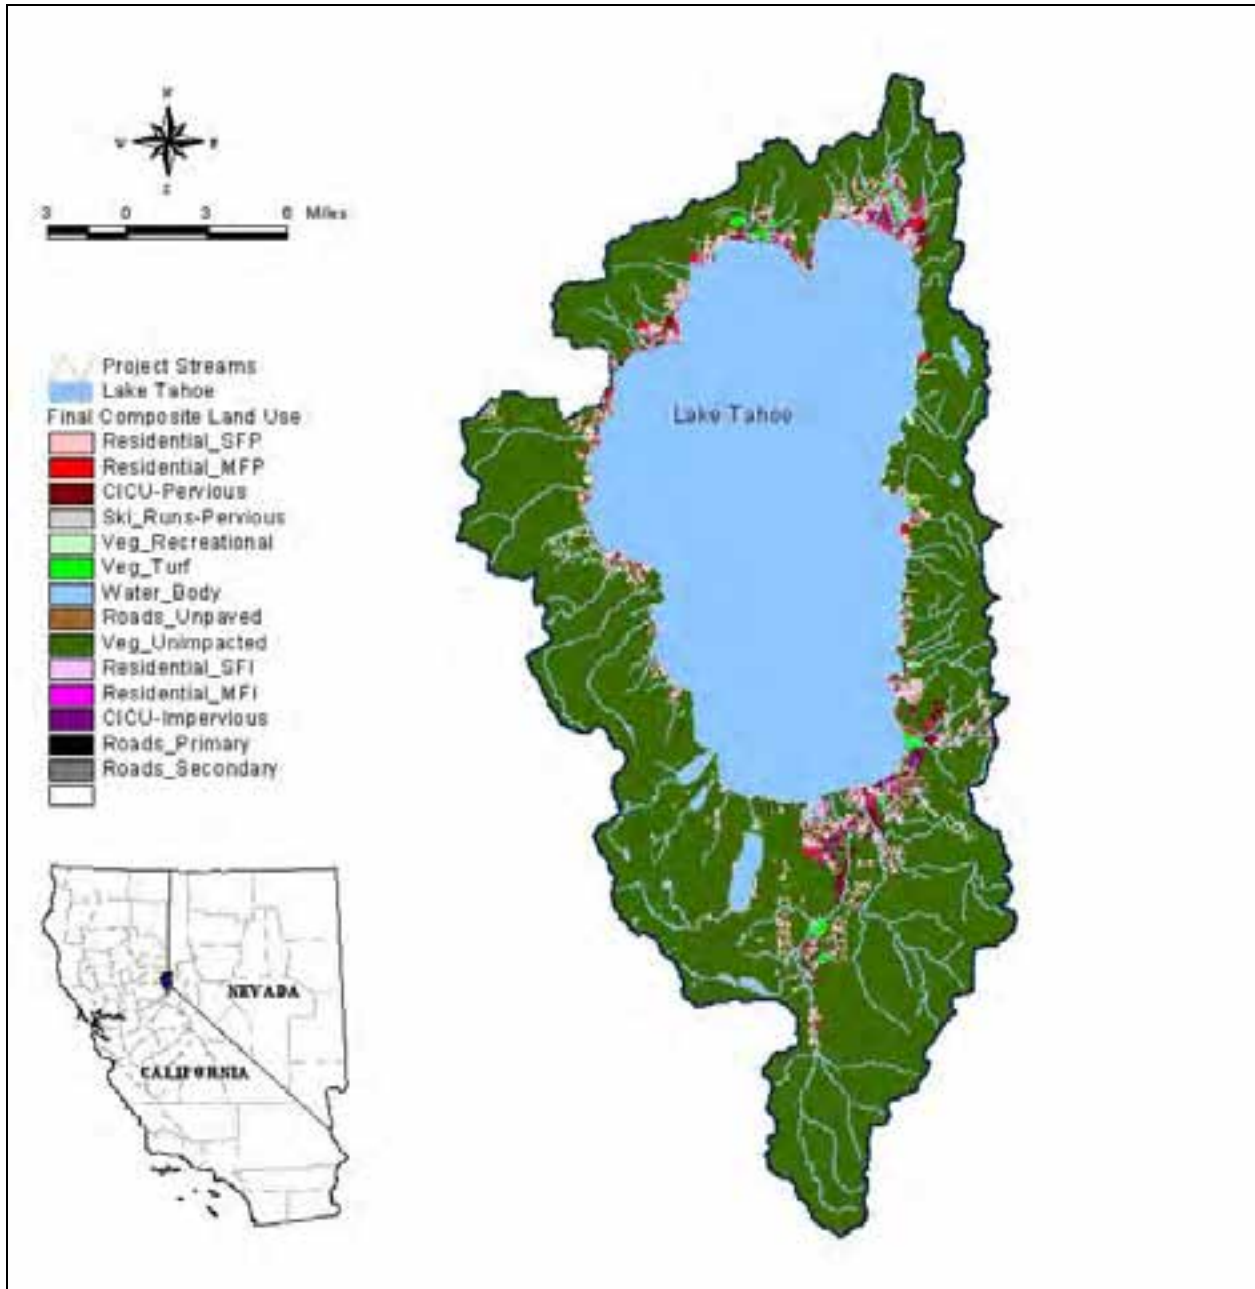 N
W E
S
3 0 3 6 Miles
Project Streams
Lake Tahoe
Final Composite Land Use
Residential_SFP
Residential_MFP
CICU-Pervious
Ski_Runs-Pervious
Veg_Recreational
Veg_Turf
Water_Body
Roads_Unpaved
Veg_Unimpacted
Residential_SFI
Residential_MFI
CICU-Impervious
Roads_Primary
Roads_Secondary
Lake Tahoe
NEVADA
CALIFORNIA